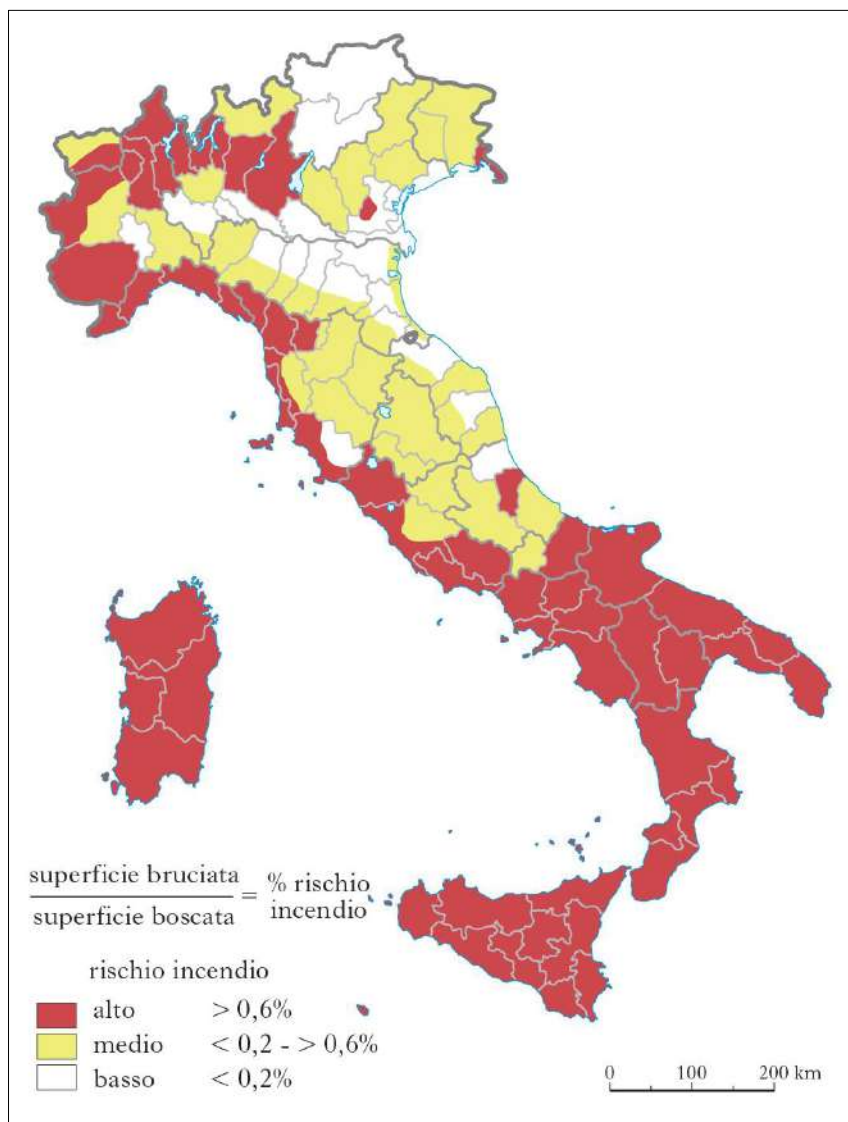 superficie bruciata
superficie boscata
= % rischio
incendio
rischio incendio
alto > 0,6%
medio < 0,2 - > 0,6%
basso < 0,2%
0 100 200 km